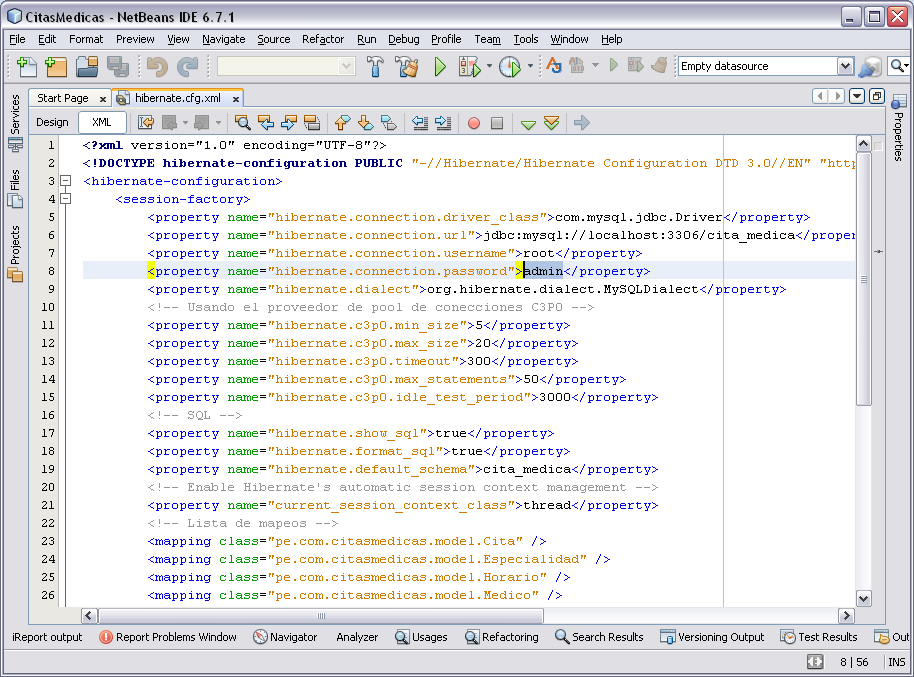 CitasMedicas - NetBeans IDE 6.7.1
File Edit Format Preview View Navigate Source Refactor Run Debug Profile Team Tools Window Help
Empty datasource
Start Page x hibernate.cfg.xml x
Design XML
Services
Files
Projects
Properties
1 <?xml version="1.0" encoding="UTF-8"?>
2 <!DOCTYPE hibernate-configuration PUBLIC "-//Hibernate/Hibernate Configuration DTD 3.0//EN" "http
3 <hibernate-configuration>
4 <session-factory>
5 <property name="hibernate.connection.driver_class">com.mysql.jdbc.Driver</property>
6 <property name="hibernate.connection.url">jdbc:mysql://localhost:3306/cita_medica</proper
7 <property name="hibernate.connection.username">root</property>
8 <property name="hibernate.connection.password">admin</property>
9 <property name="hibernate.dialect">org.hibernate.dialect.MySQLDialect</property>
10 <!-- Usando el proveedor de pool de conecciones C3P0 -->
11 <property name="hibernate.c3p0.min_size">5</property>
12 <property name="hibernate.c3p0.max_size">20</property>
13 <property name="hibernate.c3p0.timeout">300</property>
14 <property name="hibernate.c3p0.max_statements">50</property>
15 <property name="hibernate.c3p0.idle_test_period">3000</property>
16 <!-- SQL -->
17 <property name="hibernate.show_sql">true</property>
18 <property name="hibernate.format_sql">true</property>
19 <property name="hibernate.default_schema">cita_medica</property>
20 <!-- Enable Hibernate's automatic session context management -->
21 <property name="current_session_context_class">thread</property>
22 <!-- Lista de mapeos -->
23 <mapping class="pe.com.citasmedicas.model.Cita" />
24 <mapping class="pe.com.citasmedicas.model.Especialidad" />
25 <mapping class="pe.com.citasmedicas.model.Horario" />
26 <mapping class="pe.com.citasmedicas.model.Medico" />
iReport output Report Problems Window Navigator Analyzer Usages Refactoring Search Results Versioning Output Test Results Out
8 | 56 INS